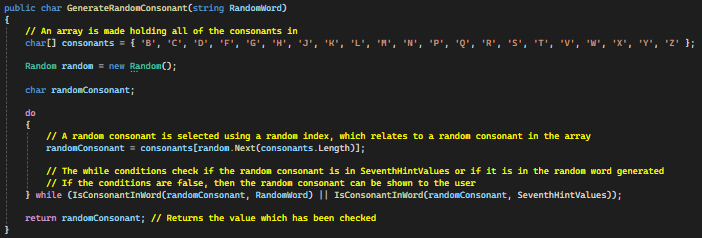 public char GenerateRandomConsonant(string RandomWord)
{
// An array is made holding all of the consonants in
char[] consonants = { 'B', 'C', 'D', 'F', 'G', 'H', 'J', 'K', 'L', 'M', 'N', 'P', 'Q', 'R', 'S', 'T', 'V', 'W', 'X', 'Y', 'Z' };
Random random = new Random();
char randomConsonant;
do
{
// A random consonant is selected using a random index, which relates to a random consonant in the array
randomConsonant = consonants[random.Next(consonants.Length)];
// The while conditions check if the random consonant is in SeventhHintValues or if it is in the random word generated
// If the conditions are false, then the random consonant can be shown to the user
} while (IsConsonantInWord(randomConsonant, RandomWord) || IsConsonantInWord(randomConsonant, SeventhHintValues));
return randomConsonant; // Returns the value which has been checked
}